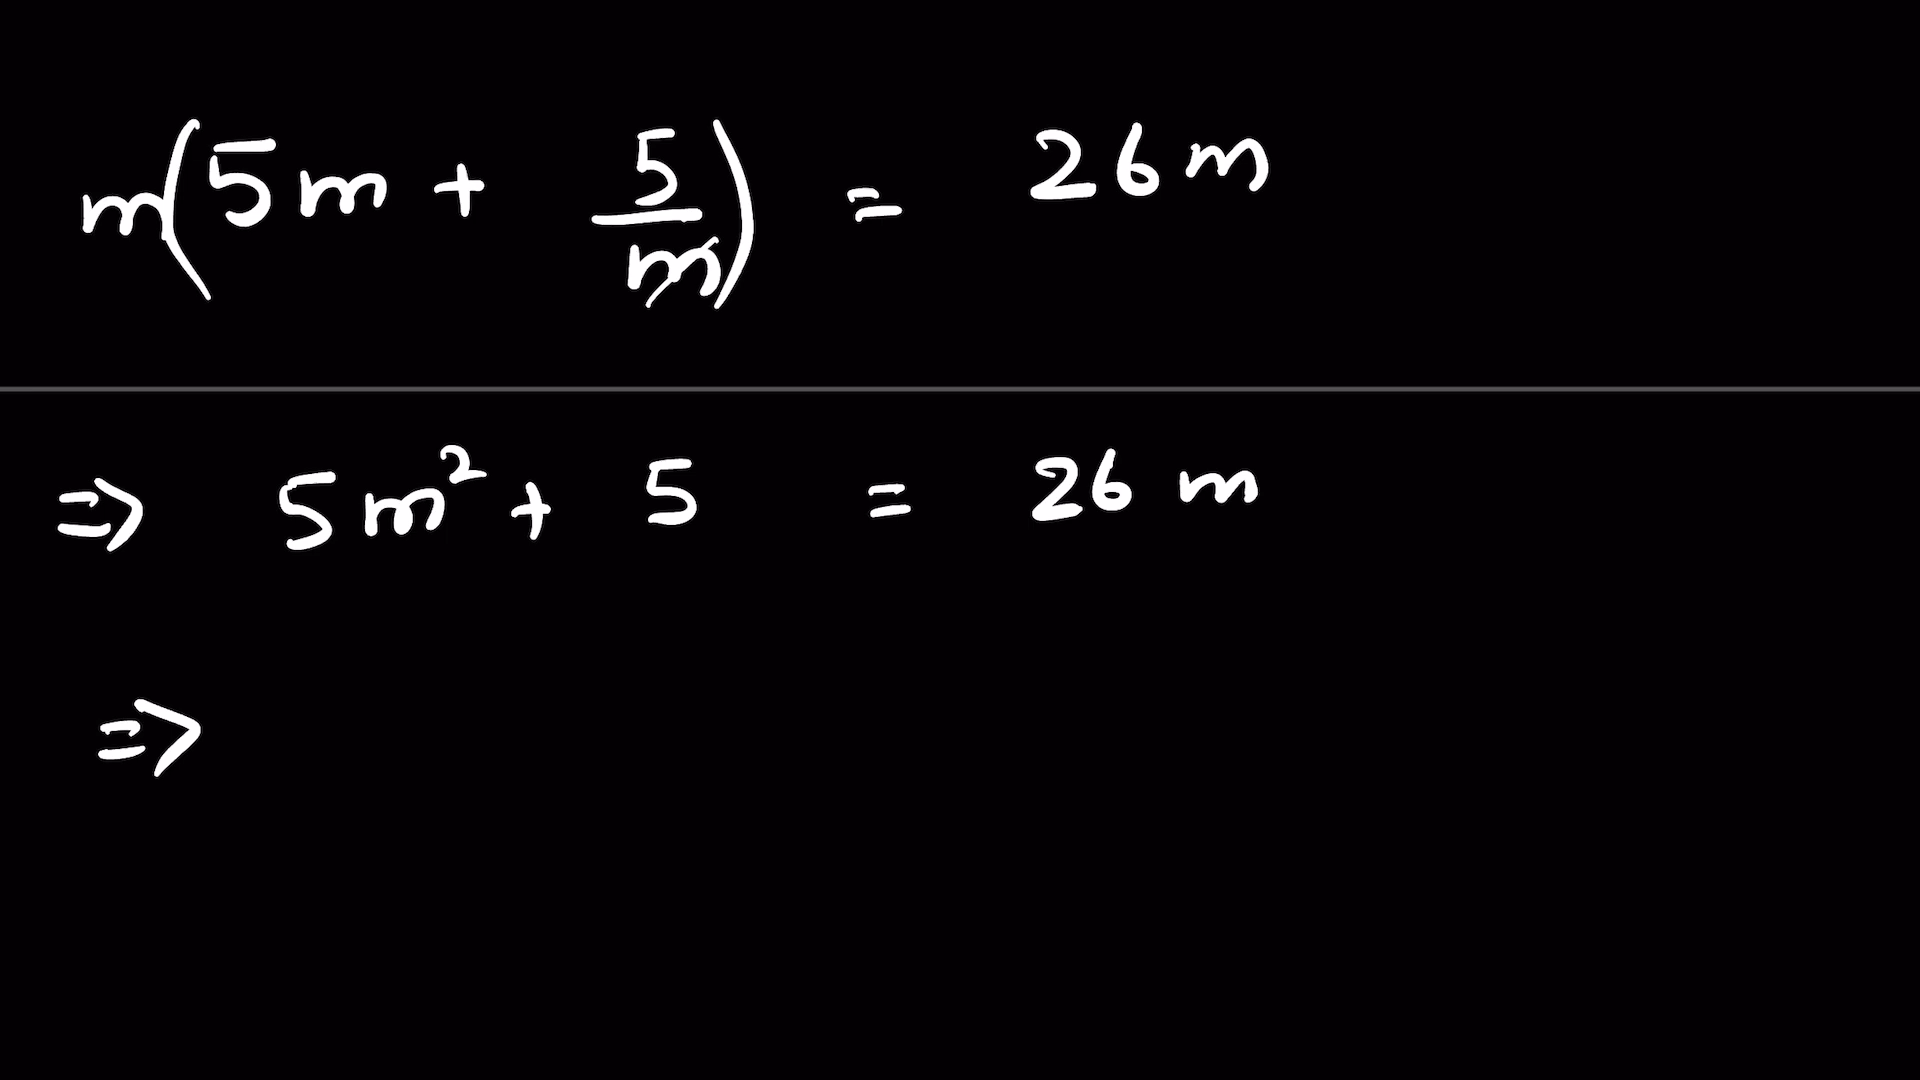 m(5m + 5/m) = 26m
⇒ 5m² + 5 = 26 m
⇒